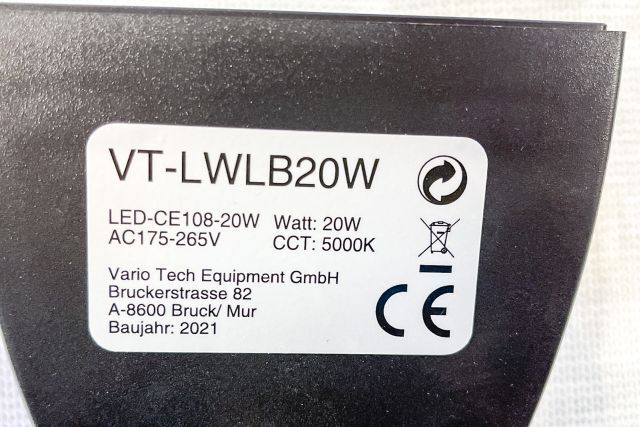 VT-LWLB20W
LED-CE108-20W Watt: 20W
AC175-265V CCT: 5000K
Vario Tech Equipment GmbH
Bruckerstrasse 82
A-8600 Bruck/ Mur
Baujahr: 2021
CE